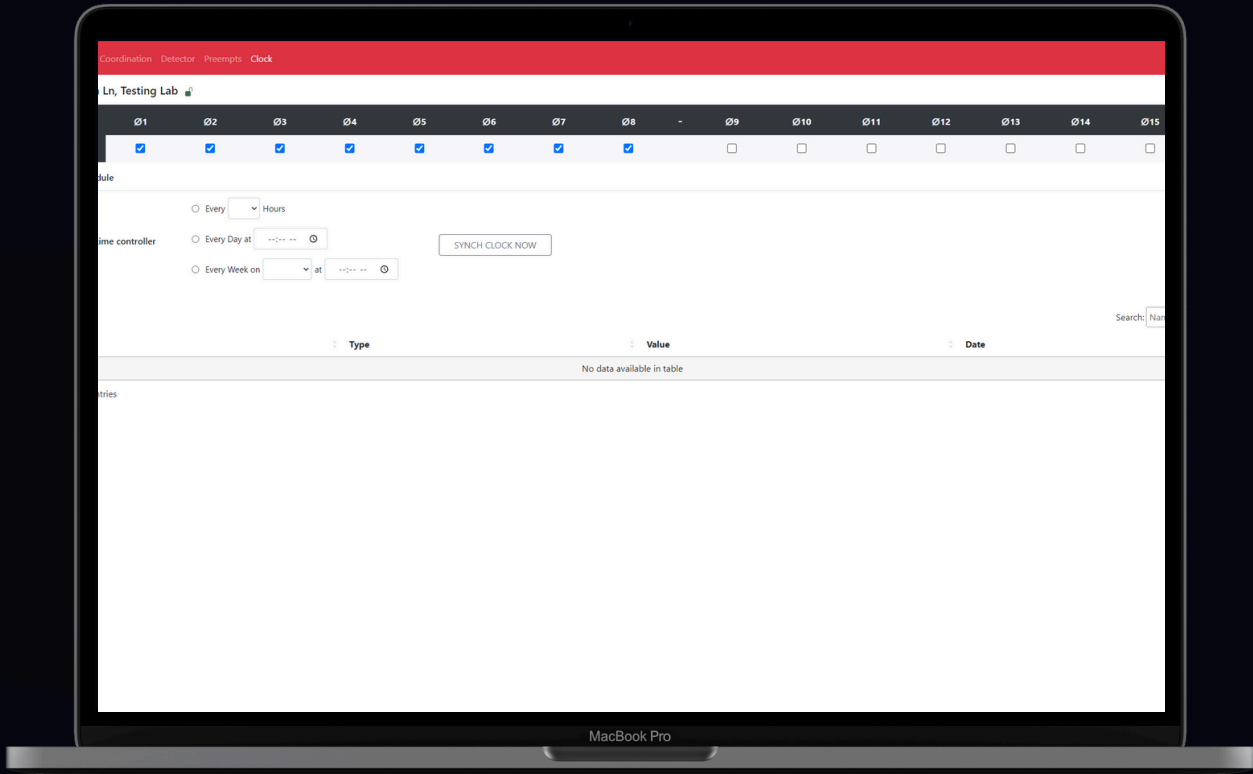 Coordination Detector Preempts Clock
Ln, Testing Lab
Ø1 Ø2 Ø3 Ø4 Ø5 Ø6 Ø7 Ø8 - Ø9 Ø10 Ø11 Ø12 Ø13 Ø14 Ø15
dule
Every Hours
ime controller
Every Day at --:-- --
SYNCH CLOCK NOW
Every Week on at --:-- --
Search: Nam
Type Value Date
No data available in table
ntries
MacBook Pro